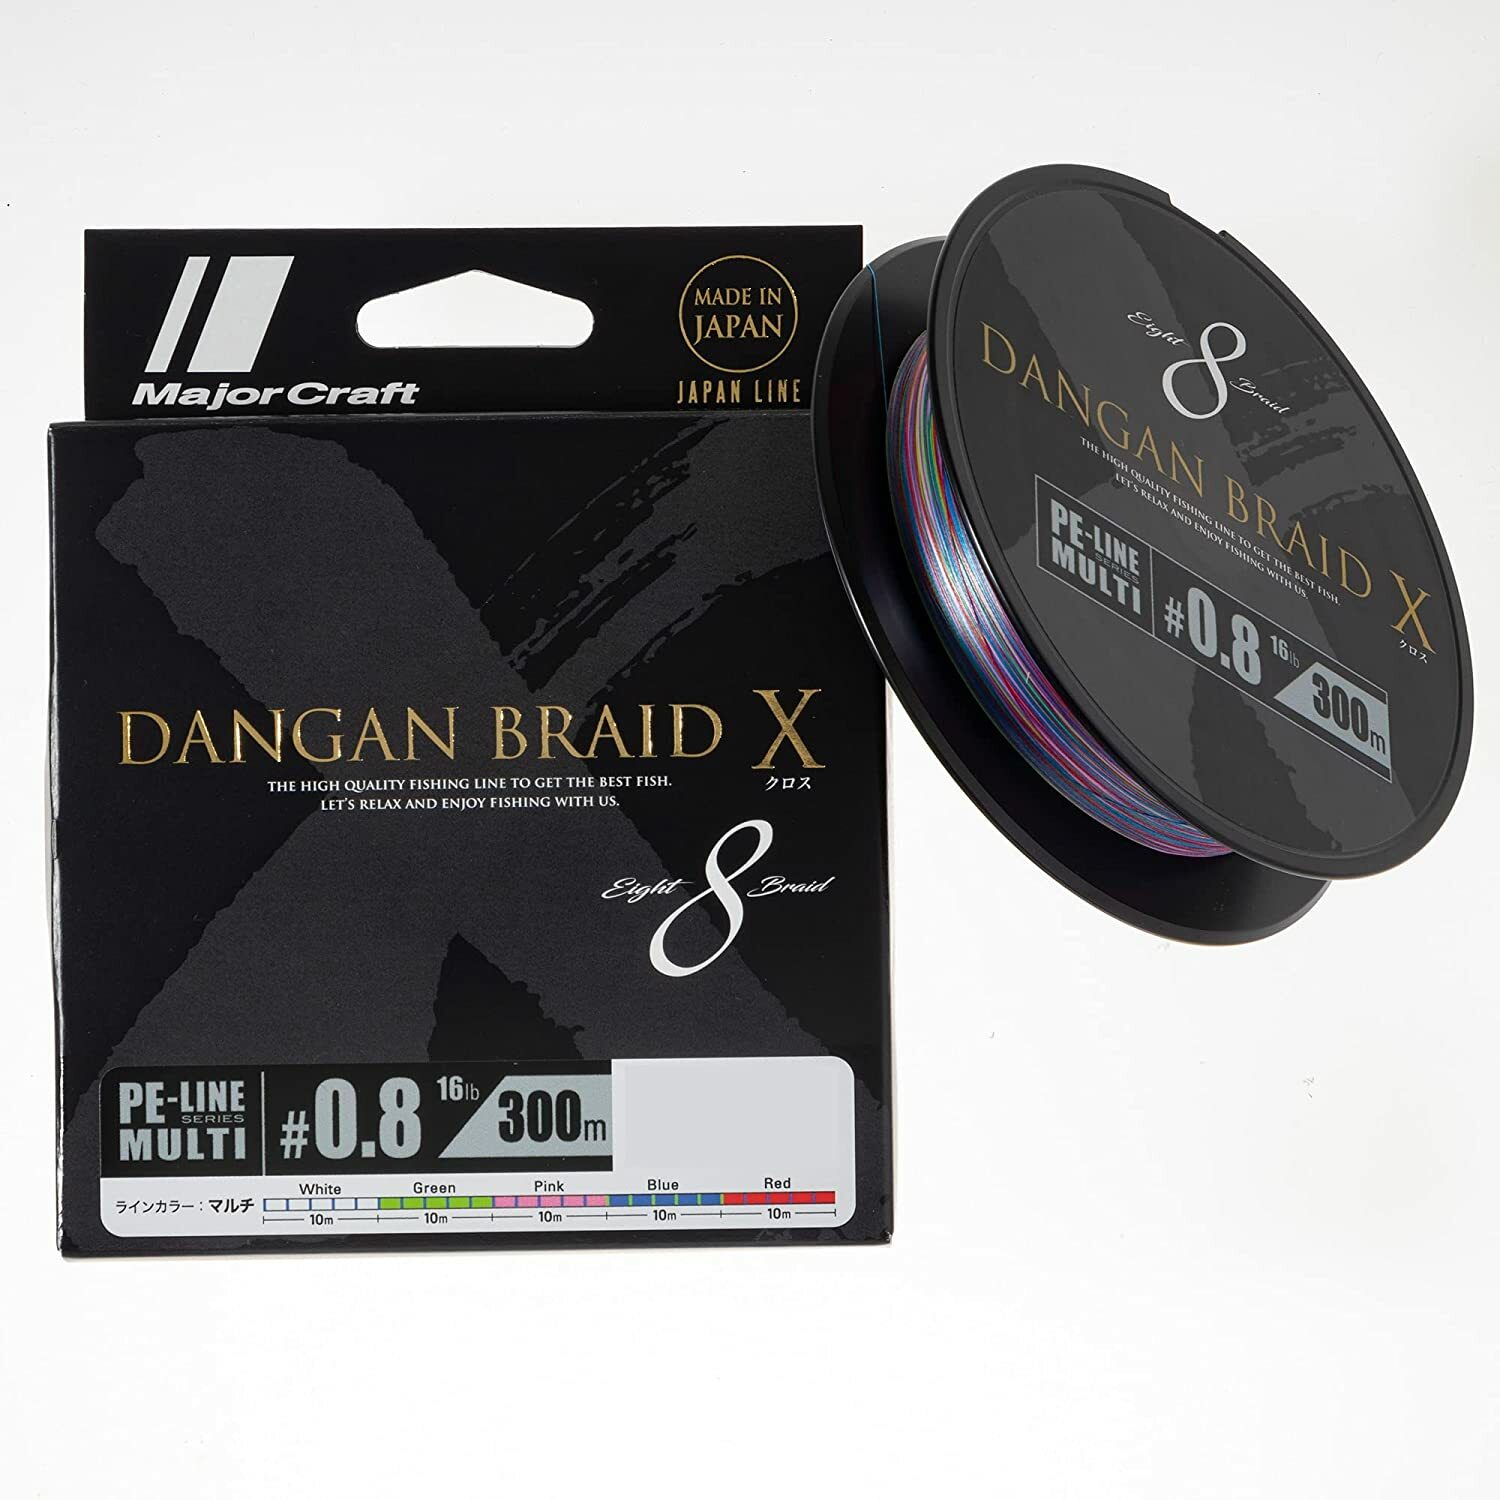 MajorCraft
MADE IN
JAPAN
JAPAN LINE
DANGAN BRAID X
クロス
THE HIGH QUALITY FISHING LINE TO GET THE BEST FISH.
LET'S RELAX AND ENJOY FISHING WITH US.
Eight 8 Braid
PE-LINE
SERIES
MULTI
#0.8 16lb 300m
White Green Pink Blue Red
ラインカラー：マルチ
10m 10m 10m 10m 10m
Eight 8 Braid
DANGAN BRAID X
クロス
THE HIGH QUALITY FISHING LINE TO GET THE BEST FISH.
LET'S RELAX AND ENJOY FISHING WITH US.
PE-LINE
SERIES
MULTI
#0.8 16lb 300m